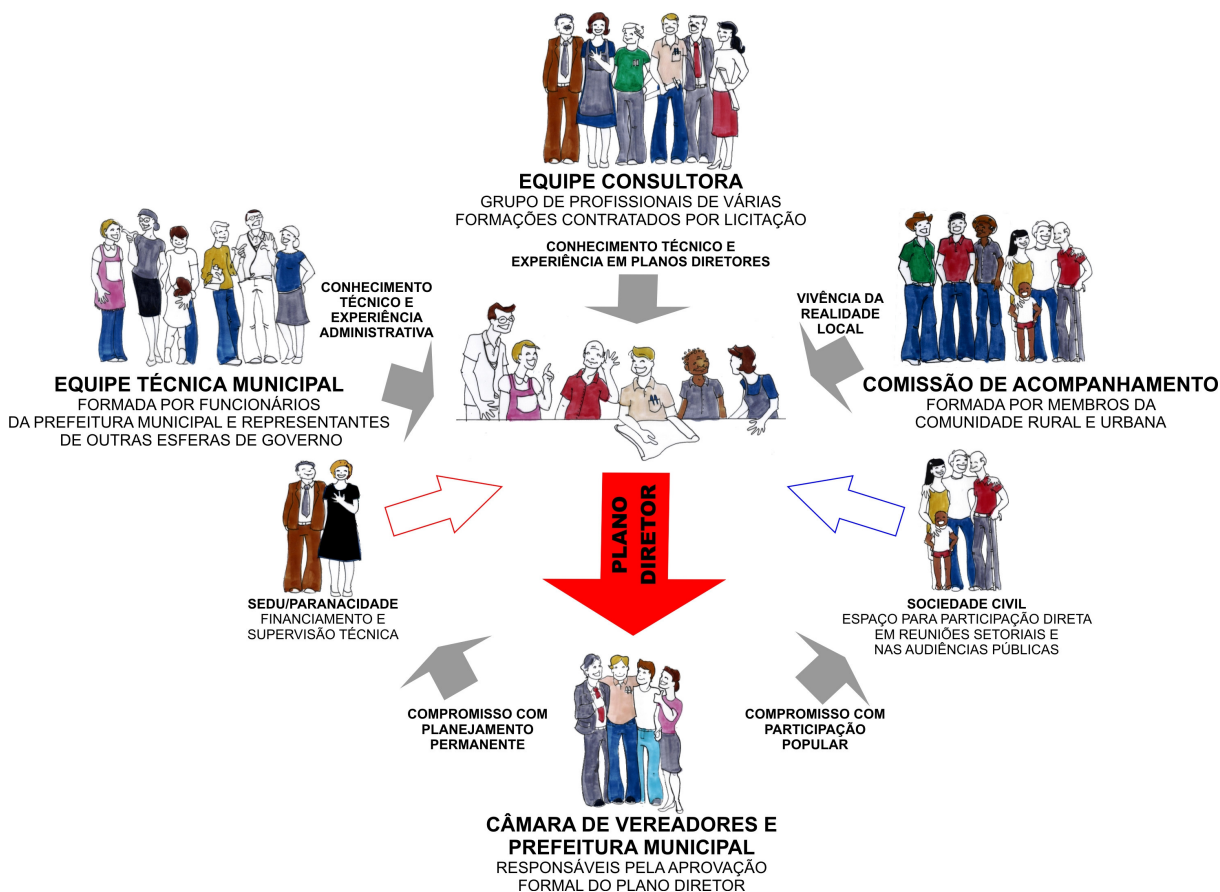 EQUIPE CONSULTORA
GRUPO DE PROFISSIONAIS DE VÁRIAS
FORMAÇÕES CONTRATADOS POR LICITAÇÃO
CONHECIMENTO TÉCNICO E
EXPERIÊNCIA EM PLANOS DIRETORES
CONHECIMENTO
TÉCNICO E
EXPERIÊNCIA
ADMINISTRATIVA
VIVÊNCIA DA
REALIDADE
LOCAL
EQUIPE TÉCNICA MUNICIPAL
FORMADA POR FUNCIONÁRIOS
DA PREFEITURA MUNICIPAL E REPRESENTANTES
DE OUTRAS ESFERAS DE GOVERNO
COMISSÃO DE ACOMPANHAMENTO
FORMADA POR MEMBROS DA
COMUNIDADE RURAL E URBANA
PLANO
DIRETOR
SEDU/PARANACIDADE
FINANCIAMENTO E
SUPERVISÃO TÉCNICA
SOCIEDADE CIVIL
ESPAÇO PARA PARTICIPAÇÃO DIRETA
EM REUNIÕES SETORIAIS E
NAS AUDIÊNCIAS PÚBLICAS
COMPROMISSO COM
PLANEJAMENTO
PERMANENTE
COMPROMISSO COM
PARTICIPAÇÃO
POPULAR
CÂMARA DE VEREADORES E
PREFEITURA MUNICIPAL
RESPONSÁVEIS PELA APROVAÇÃO
FORMAL DO PLANO DIRETOR